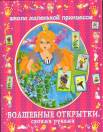 школа маленькой принцессы
ВОЛШЕБНЫЕ ОТКРЫТКИ
своими руками